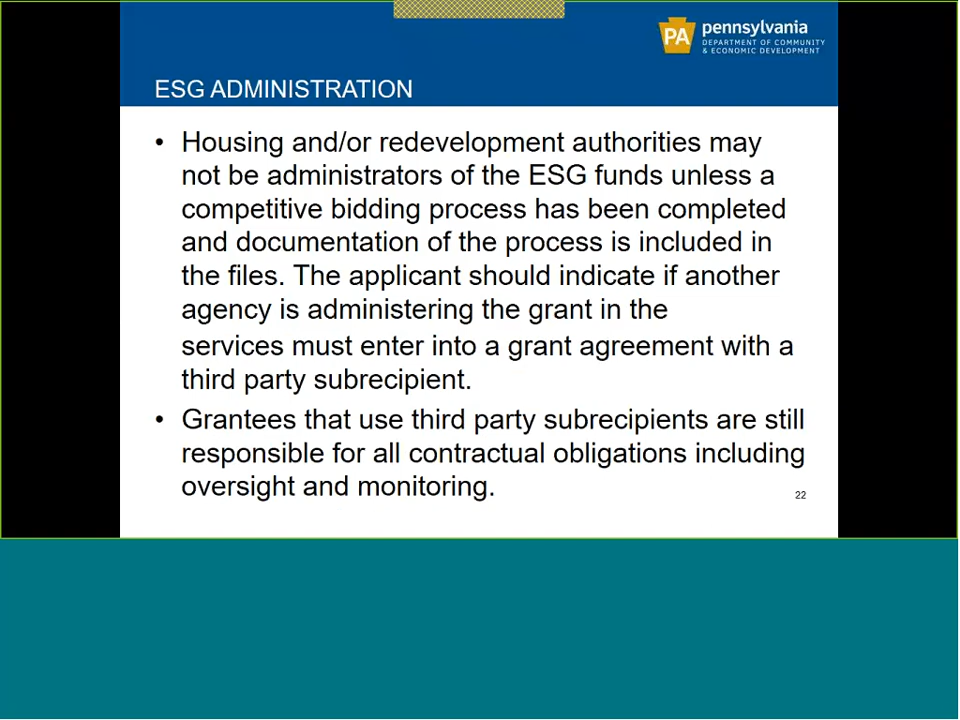 PA
pennsylvania
DEPARTMENT OF COMMUNITY
& ECONOMIC DEVELOPMENT
ESG ADMINISTRATION
• Housing and/or redevelopment authorities may
not be administrators of the ESG funds unless a
competitive bidding process has been completed
and documentation of the process is included in
the files. The applicant should indicate if another
agency is administering the grant in the
services must enter into a grant agreement with a
third party subrecipient.
• Grantees that use third party subrecipients are still
responsible for all contractual obligations including
oversight and monitoring.
22